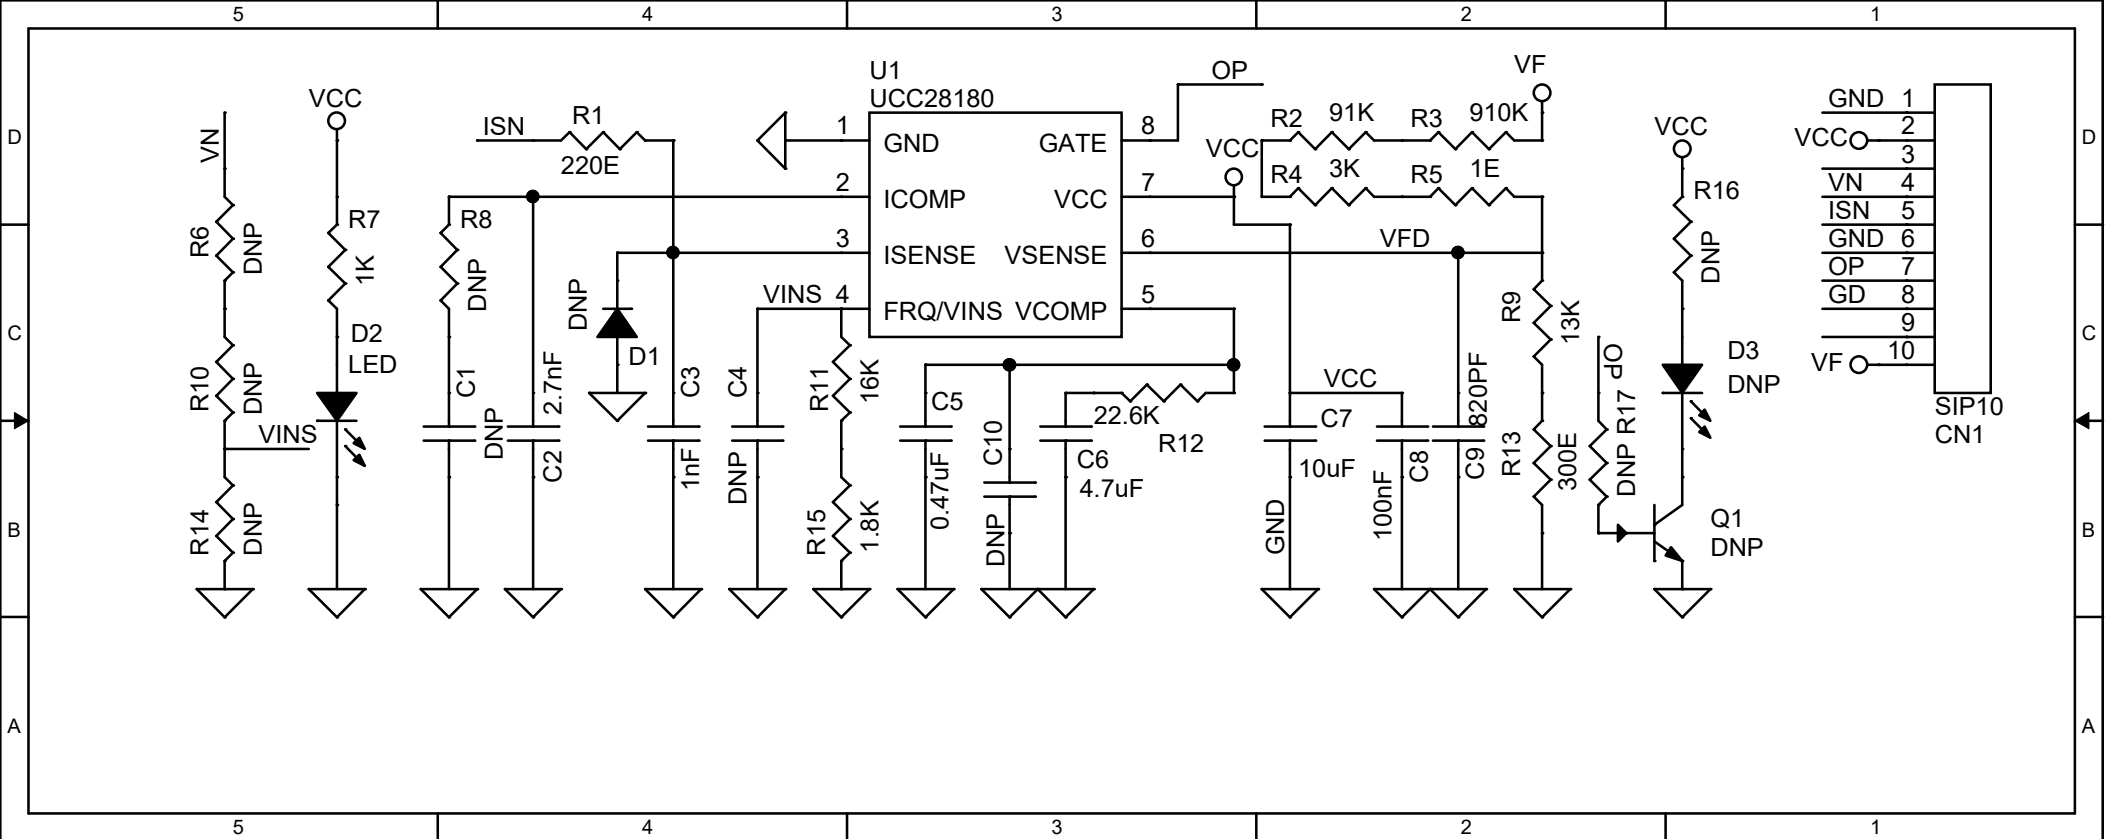 5 4 3 2 1
D
C
B
A
D
C
B
A
VN
R6
DNP
R10
DNP
VINS
R14
DNP
VCC
R7
1K
D2
LED
ISN
R1
220E
R8
DNP
C1
DNP
2.7nF
C2
DNP
D1
C3
1nF
VINS
C4
DNP
R11
16K
R15
1.8K
U1
UCC28180
1 GND
2 ICOMP
3 ISENSE
4 FRQ/VINS
GATE 8
VCC 7
VSENSE 6
VCOMP 5
OP
C5
0.47uF
C10
DNP
22.6K
R12
C6
4.7uF
VCC
R2 91K R3 910K
VF
R4 3K R5 1E
VFD
VCC
C7
10uF
GND
100nF
C8
820PF
C9
R9
13K
R13
300E
OP
DNP R17
VCC
R16
DNP
D3
DNP
Q1
DNP
GND 1
VCC 2
3
VN 4
ISN 5
GND 6
OP 7
GD 8
9
VF 10
SIP10
CN1
5 4 3 2 1